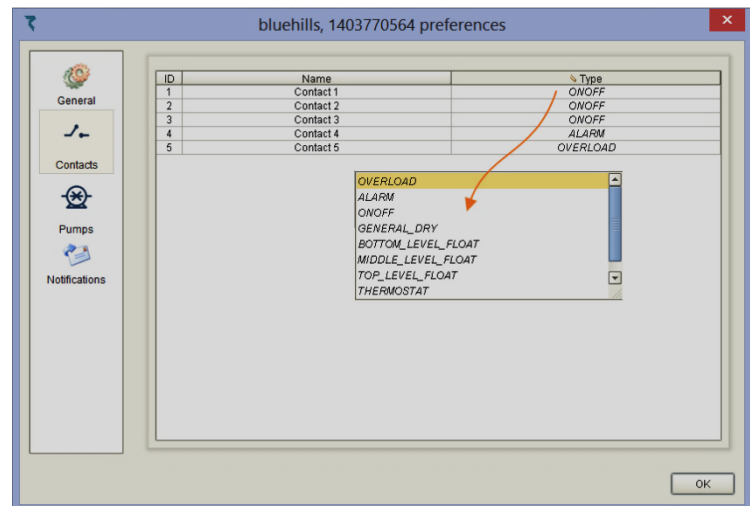 bluehills, 1403770564 preferences
General
Contacts
Pumps
Notifications
ID Name Type
1 Contact 1 ONOFF
2 Contact 2 ONOFF
3 Contact 3 ONOFF
4 Contact 4 ALARM
5 Contact 5 OVERLOAD
OVERLOAD
ALARM
ONOFF
GENERAL_DRY
BOTTOM_LEVEL_FLOAT
MIDDLE_LEVEL_FLOAT
TOP_LEVEL_FLOAT
THERMOSTAT
OK